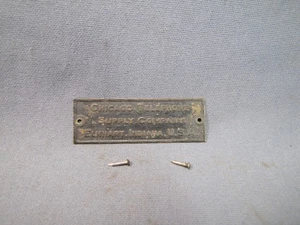 CHICAGO TELEPHONE
SUPPLY COMPANY
ELKHART, INDIANA, U.S.A.